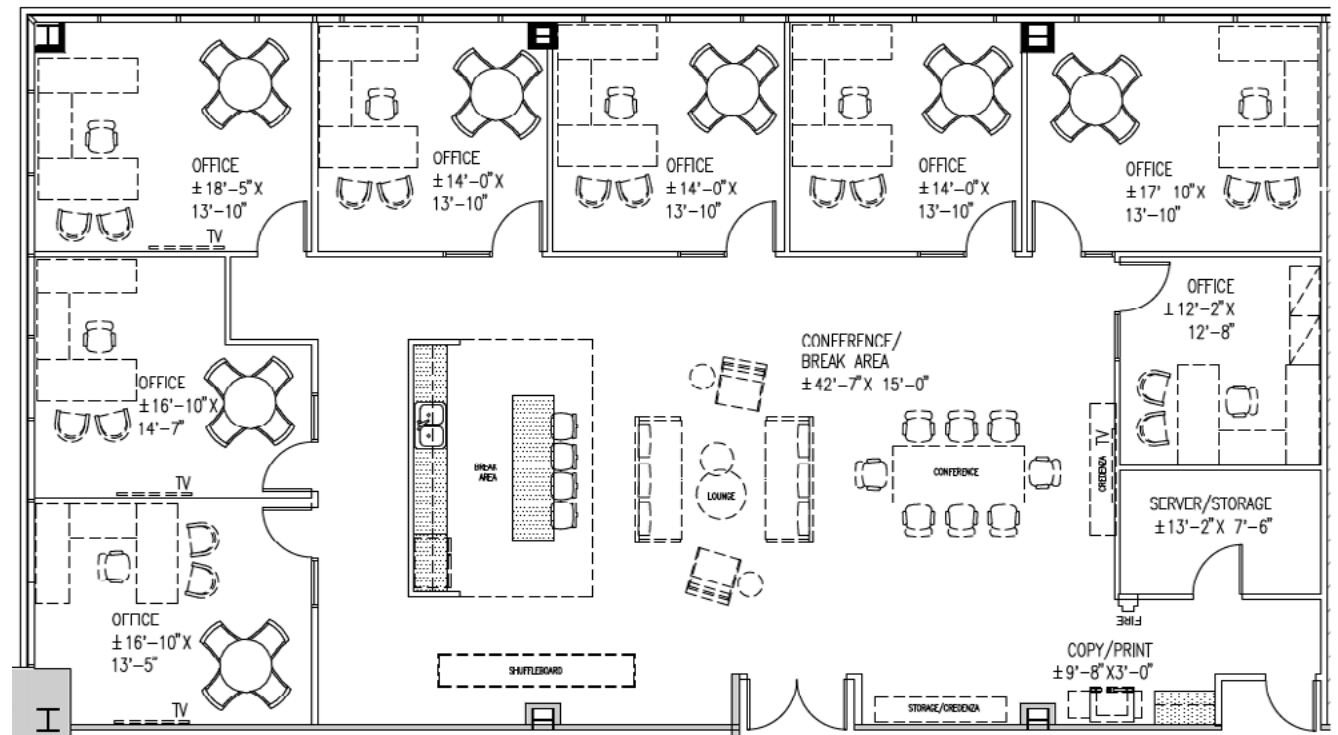 OFFICE
±18'-5"X
13'-10"
TV
OFFICE
±14'-0"X
13'-10"
OFFICE
±14'-0"X
13'-10"
OFFICE
±14'-0"X
13'-10"
OFFICE
±17' 10"X
13'-10"
OFFICE
±16'-10"X
14'-7"
TV
OFFICE
±12'-2"X
12'-8"
CONFERENCE/
BREAK AREA
±42'-7"X 15'-0"
BREAK
AREA
LOUNGE
CONFERENCE
CREDENZA
TV
SERVER/STORAGE
±13'-2"X 7'-6"
OFFICE
±16'-10"X
13'-5"
TV
SHUFFLEBOARD
FIRE
COPY/PRINT
±9'-8"X3'-0"
STORAGE/CREDENZA